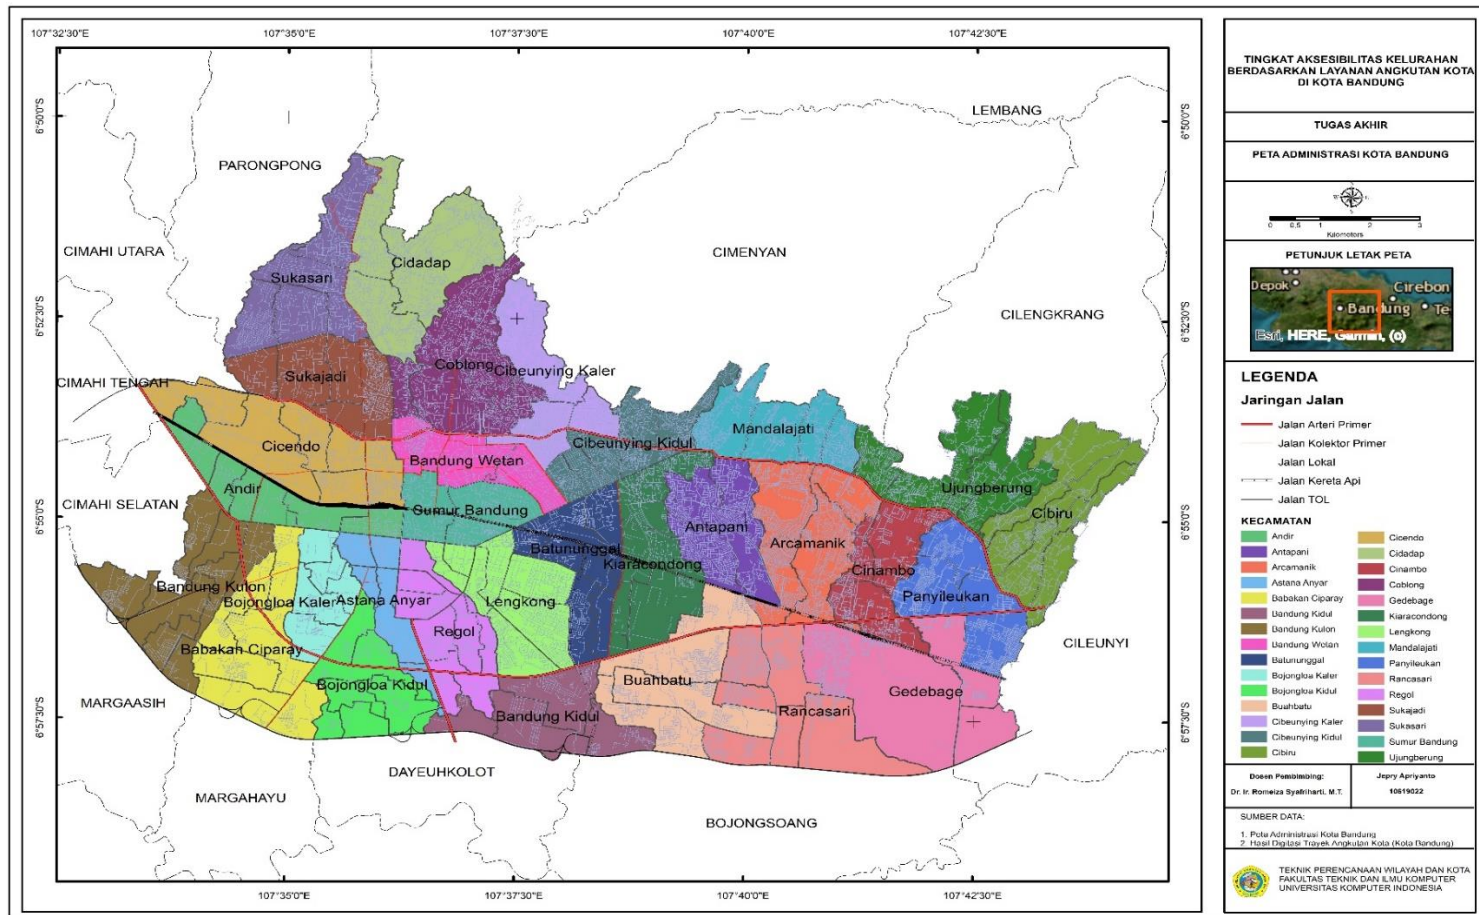 107°32'30"E
107°35'0"E
107°37'30"E
107°40'0"E
107°42'30"E
6°50'0"S
6°52'30"S
6°55'0"S
6°57'30"S
6°50'0"S
6°52'30"S
6°55'0"S
6°57'30"S
LEMBANG
PARONGPONG
CIMAHI UTARA
CIMENYAN
CILENGKRANG
CIMAHI TENGAH
CIMAHI SELATAN
CILEUNYI
MARGAASIH
DAYEUHKOLOT
MARGAHAYU
BOJONGSOANG
Sukasari
Cidadap
Sukajadi
Coblong
Cibeunying Kaler
Cicendo
Bandung Wetan
Cibeunying Kidul
Mandalajati
Andir
Sumur Bandung
Ujungberung
Cibiru
Antapani
Arcamanik
Batununggal
Kiaracondong
Cinambo
Panyileukan
Bandung Kulon
Bojongloa Kaler
Astana Anyar
Lengkong
Regol
Babakan Ciparay
Bojongloa Kidul
Buahbatu
Gedebage
Rancasari
Bandung Kidul
107°35'0"E
107°37'30"E
107°40'0"E
107°42'30"E
TINGKAT AKSESIBILITAS KELURAHAN
BERDASARKAN LAYANAN ANGKUTAN KOTA
DI KOTA BANDUNG
TUGAS AKHIR
PETA ADMINISTRASI KOTA BANDUNG
0 0,5 1 2 3
Kilometers
PETUNJUK LETAK PETA
Depok
Cirebon
Bandung
Te
Esri, HERE, Garmin, (c)
LEGENDA
Jaringan Jalan
Jalan Arteri Primer
Jalan Kolektor Primer
Jalan Lokal
Jalan Kereta Api
Jalan TOL
KECAMATAN
Andir
Antapani
Arcamanik
Astana Anyar
Babakan Ciparay
Bandung Kidul
Bandung Kulon
Bandung Wetan
Batununggal
Bojongloa Kaler
Bojongloa Kidul
Buahbatu
Cibeunying Kaler
Cibeunying Kidul
Cibiru
Cicendo
Cidadap
Cinambo
Coblong
Gedebage
Kiaracondong
Lengkong
Mandalajati
Panyileukan
Rancasari
Regol
Sukajadi
Sukasari
Sumur Bandung
Ujungberung
Dosen Pembimbing:
Dr. Ir. Romeiza Syafriharti, M.T.
Jepry Apriyanto
10619022
SUMBER DATA:
1. Peta Administrasi Kota Bandung
2. Hasil Digitasi Trayek Angkutan Kota (Kota Bandung)
TEKNIK PERENCANAAN WILAYAH DAN KOTA
FAKULTAS TEKNIK DAN ILMU KOMPUTER
UNIVERSITAS KOMPUTER INDONESIA